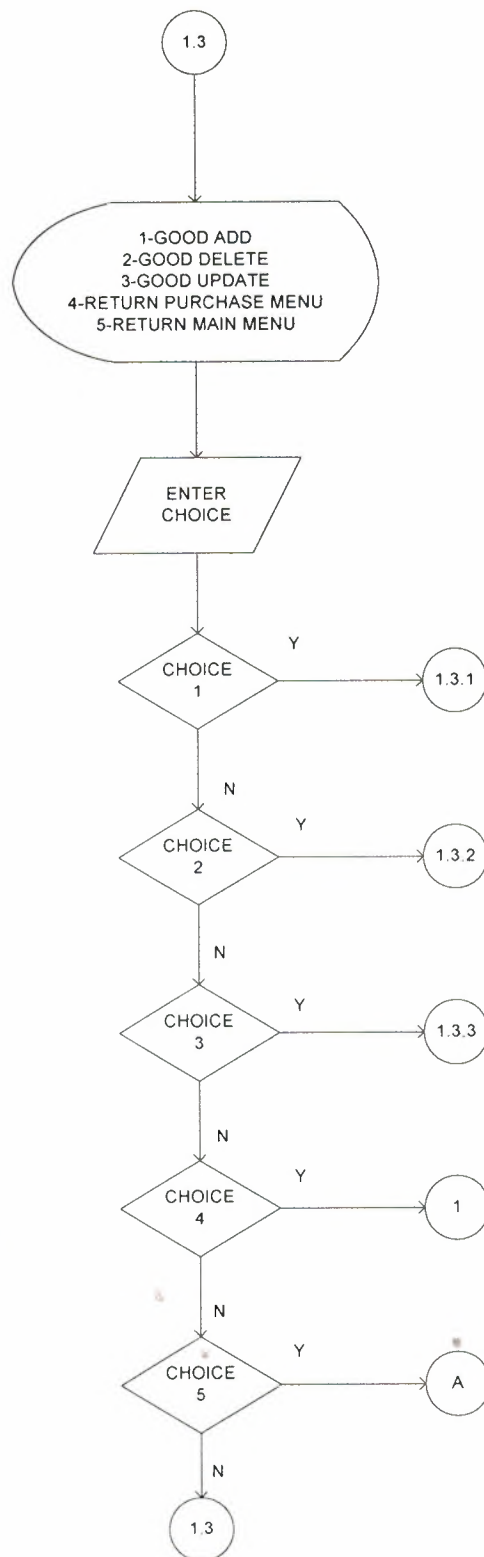 1.3
1-GOOD ADD
2-GOOD DELETE
3-GOOD UPDATE
4-RETURN PURCHASE MENU
5-RETURN MAIN MENU
ENTER
CHOICE
Y
CHOICE
1
1.3.1
N
Y
CHOICE
2
1.3.2
N
Y
CHOICE
3
1.3.3
N
Y
CHOICE
4
1
N
Y
CHOICE
5
A
N
1.3